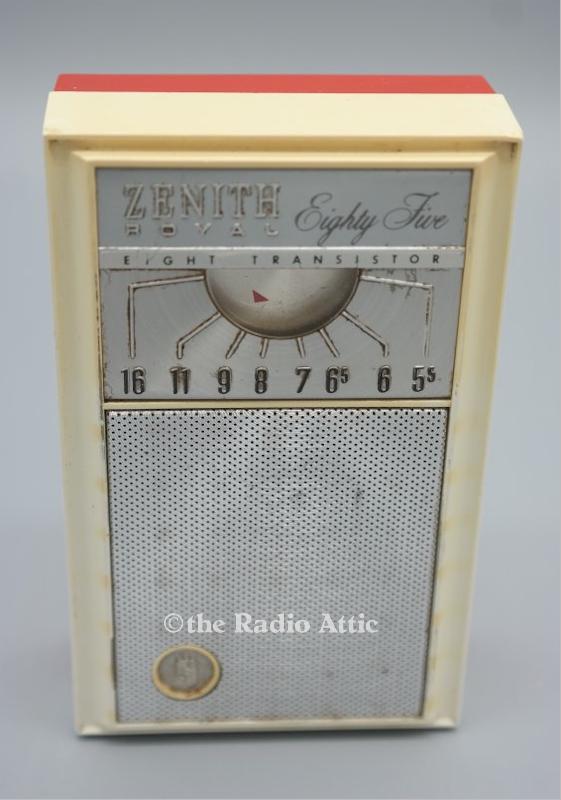 ZENITH
ROYAL
Eighty Five
EIGHT TRANSISTOR
16 11 9 8 7 6⁵ 6 5⁵
©the Radio Attic